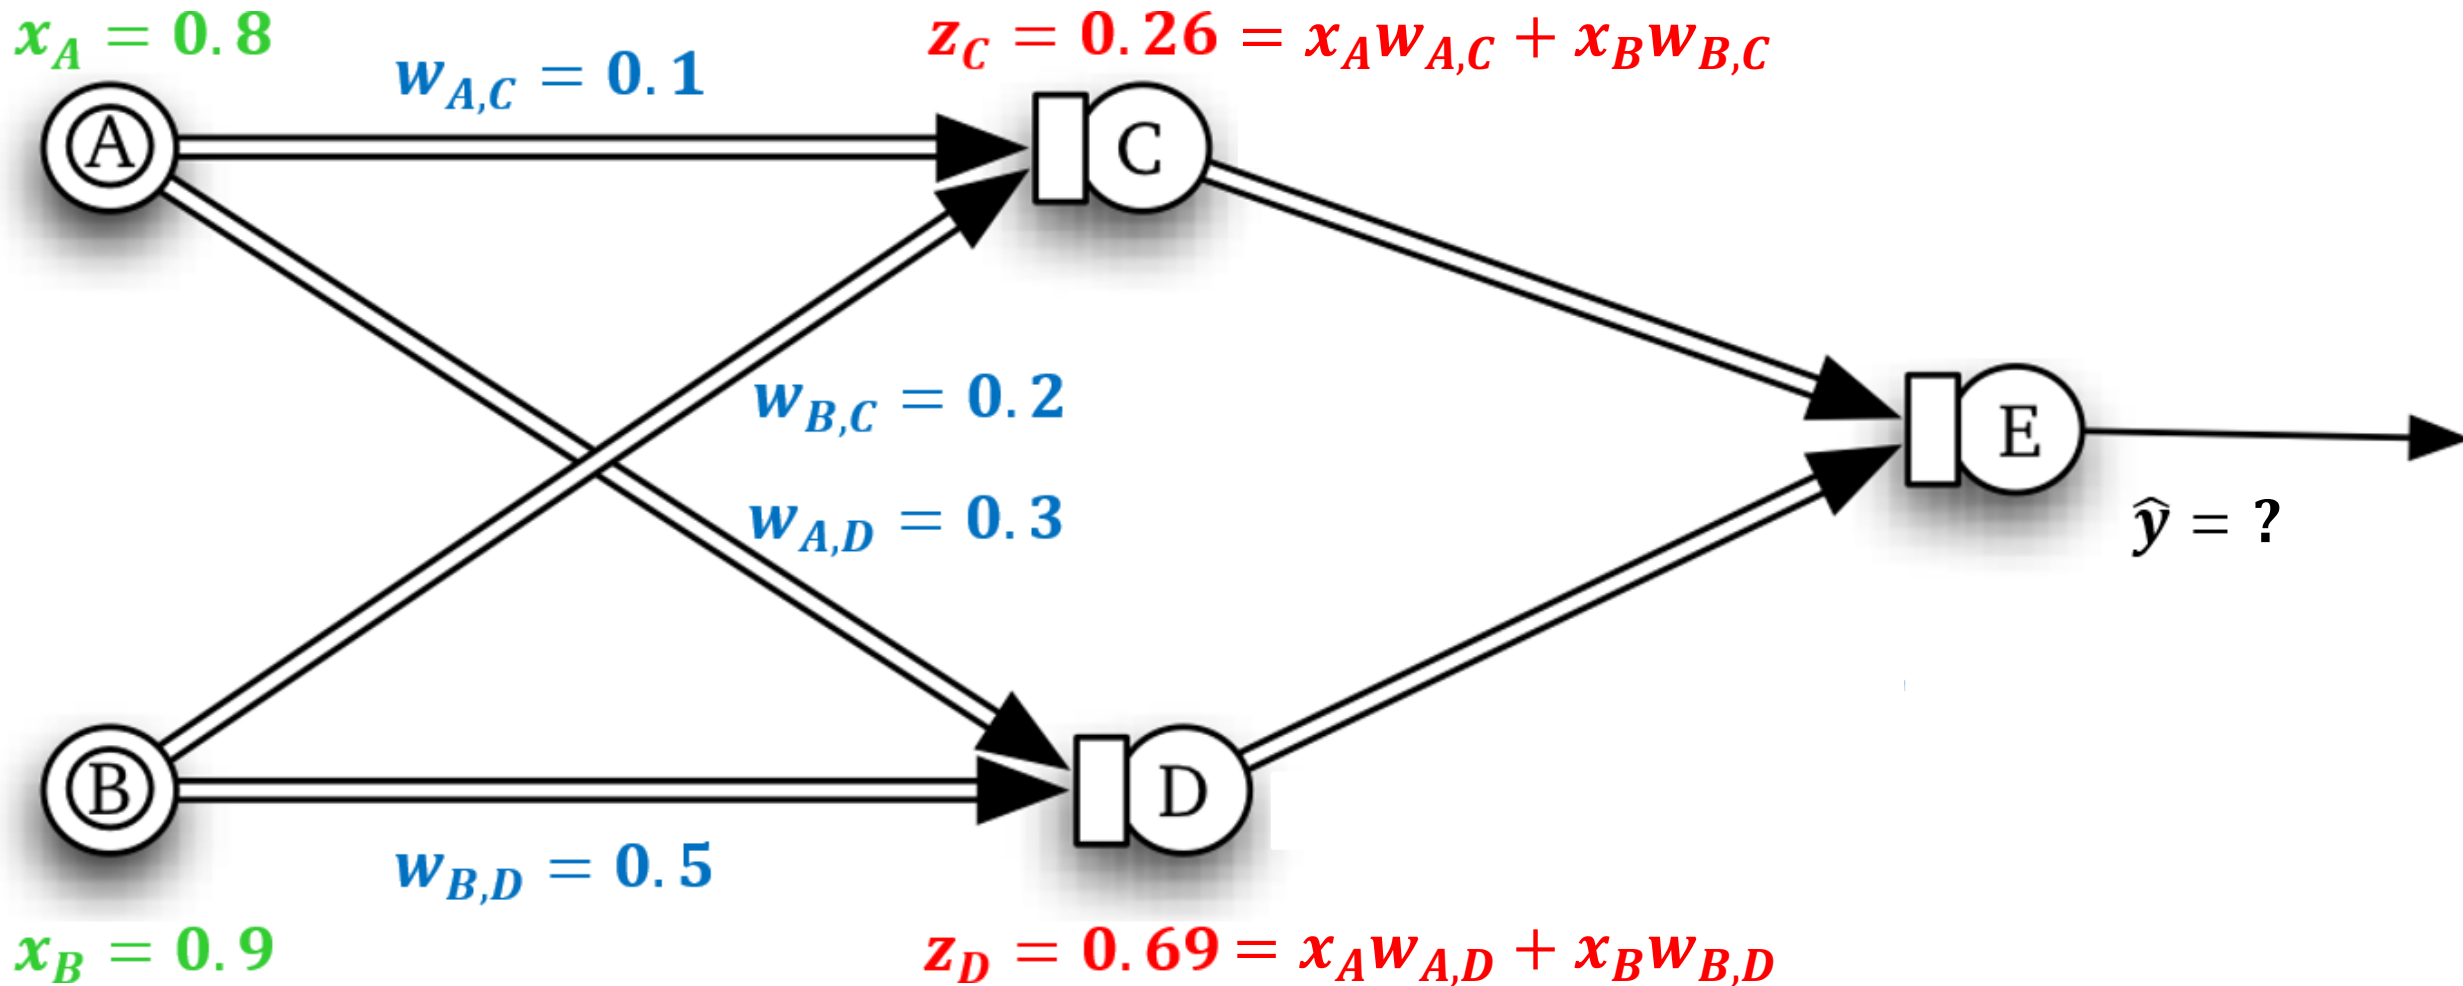 x_A = 0.8
w_A,C = 0.1
z_C = 0.26 = x_A w_A,C + x_B w_B,C
A
C
w_B,C = 0.2
w_A,D = 0.3
E
ŷ = ?
B
D
w_B,D = 0.5
x_B = 0.9
z_D = 0.69 = x_A w_A,D + x_B w_B,D